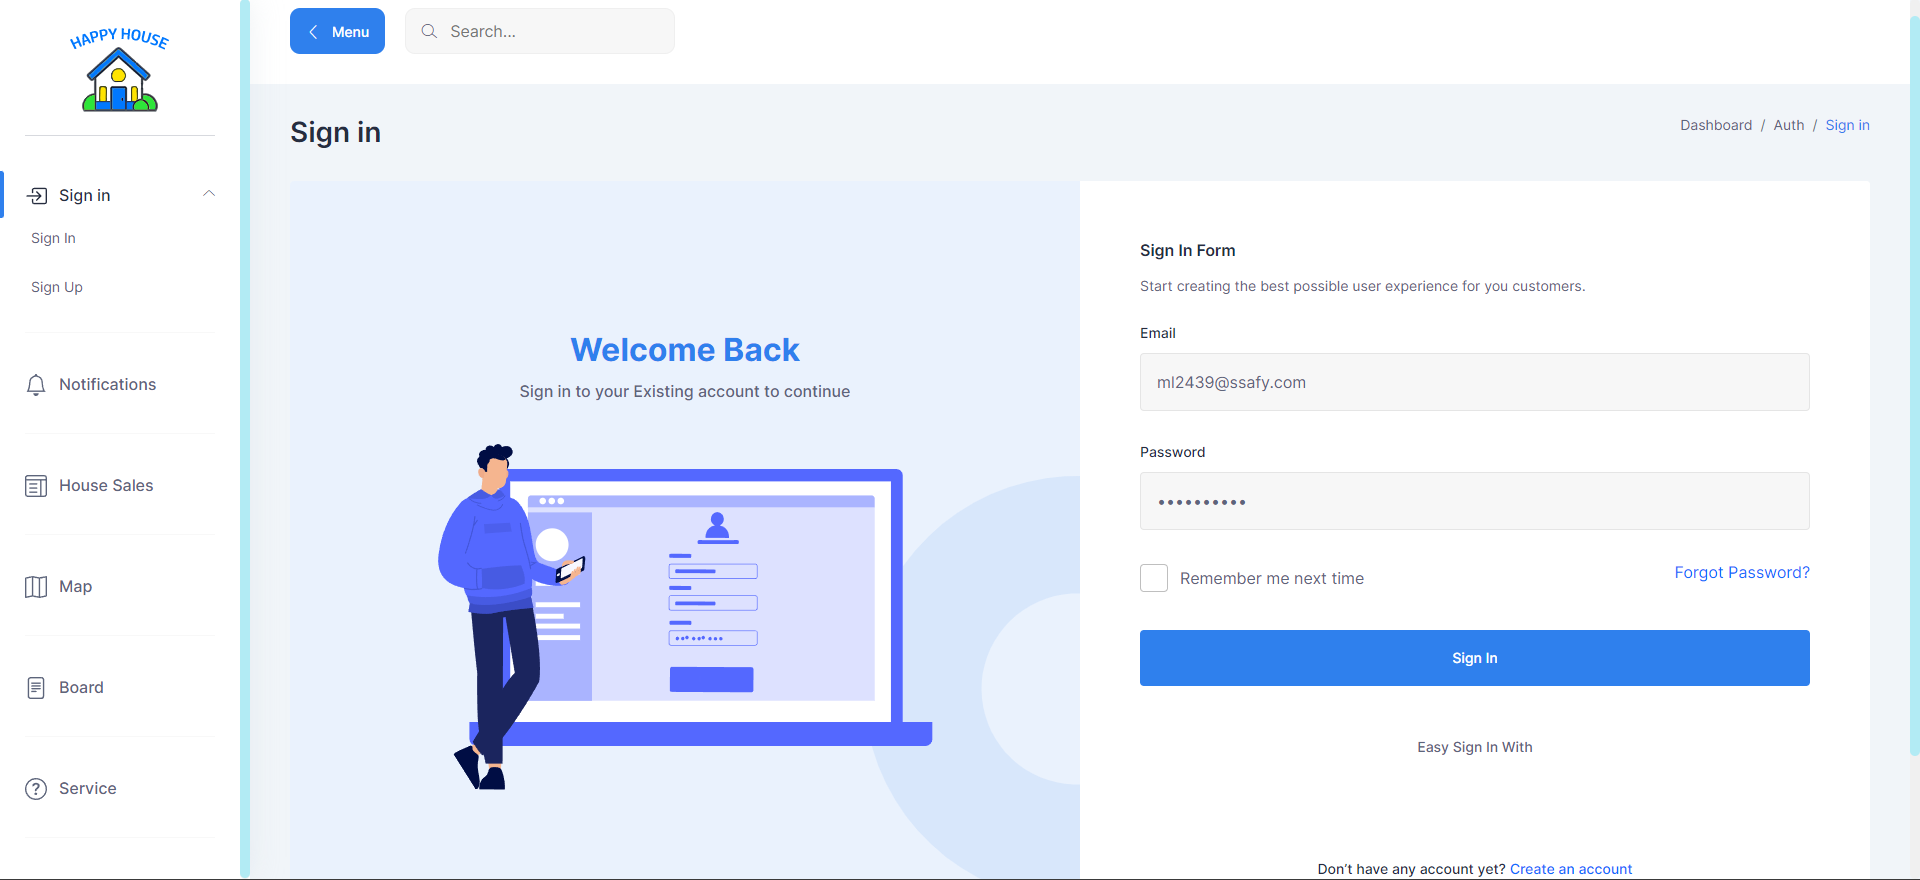 HAPPY HOUSE
Sign in
Sign In
Sign Up
Notifications
House Sales
Map
Board
Service
Menu
Search...
Sign in
Dashboard / Auth / Sign in
Welcome Back
Sign in to your Existing account to continue
Sign In Form
Start creating the best possible user experience for you customers.
Email
ml2439@ssafy.com
Password
••••••••••
Remember me next time
Forgot Password?
Sign In
Easy Sign In With
Don't have any account yet? Create an account